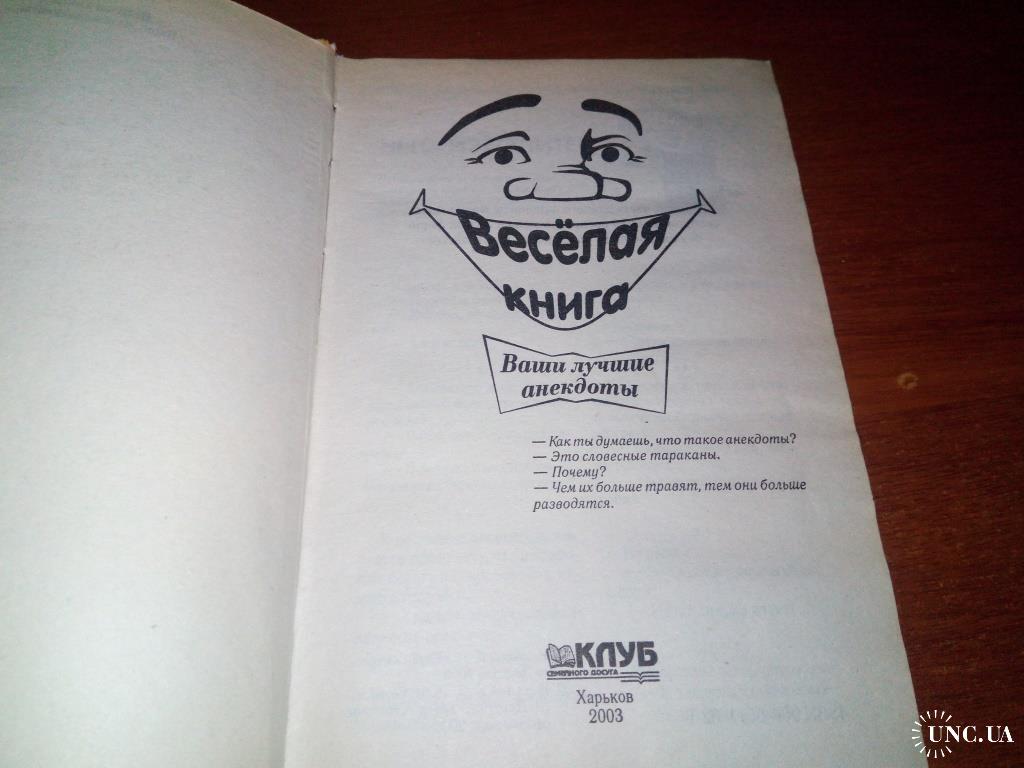 Весёлая
книга
Ваши лучшие
анекдоты
— Как ты думаешь, что такое анекдоты?
— Это словесные тараканы.
— Почему?
— Чем их больше травят, тем они больше
разводятся.
КЛУБ
СЕМЕЙНОГО ДОСУГА
Харьков
2003
UNC.UA